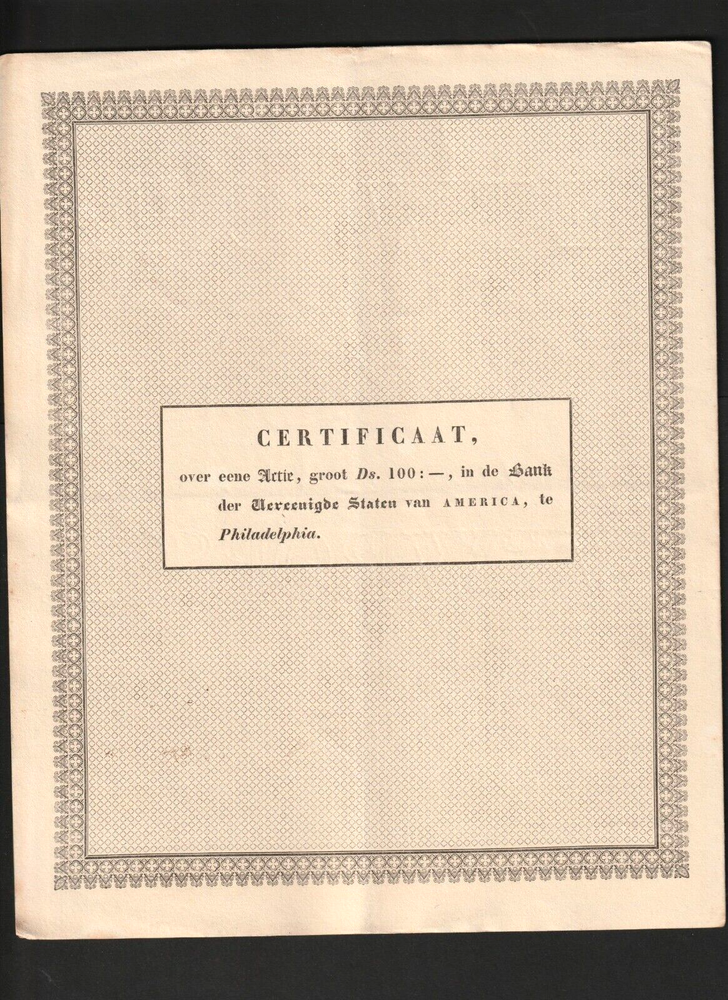 CERTIFICAAT,
over eene Actie, groot Ds. 100:—, in de Bank
der Vereenigde Staten van AMERICA, te
Philadelphia.